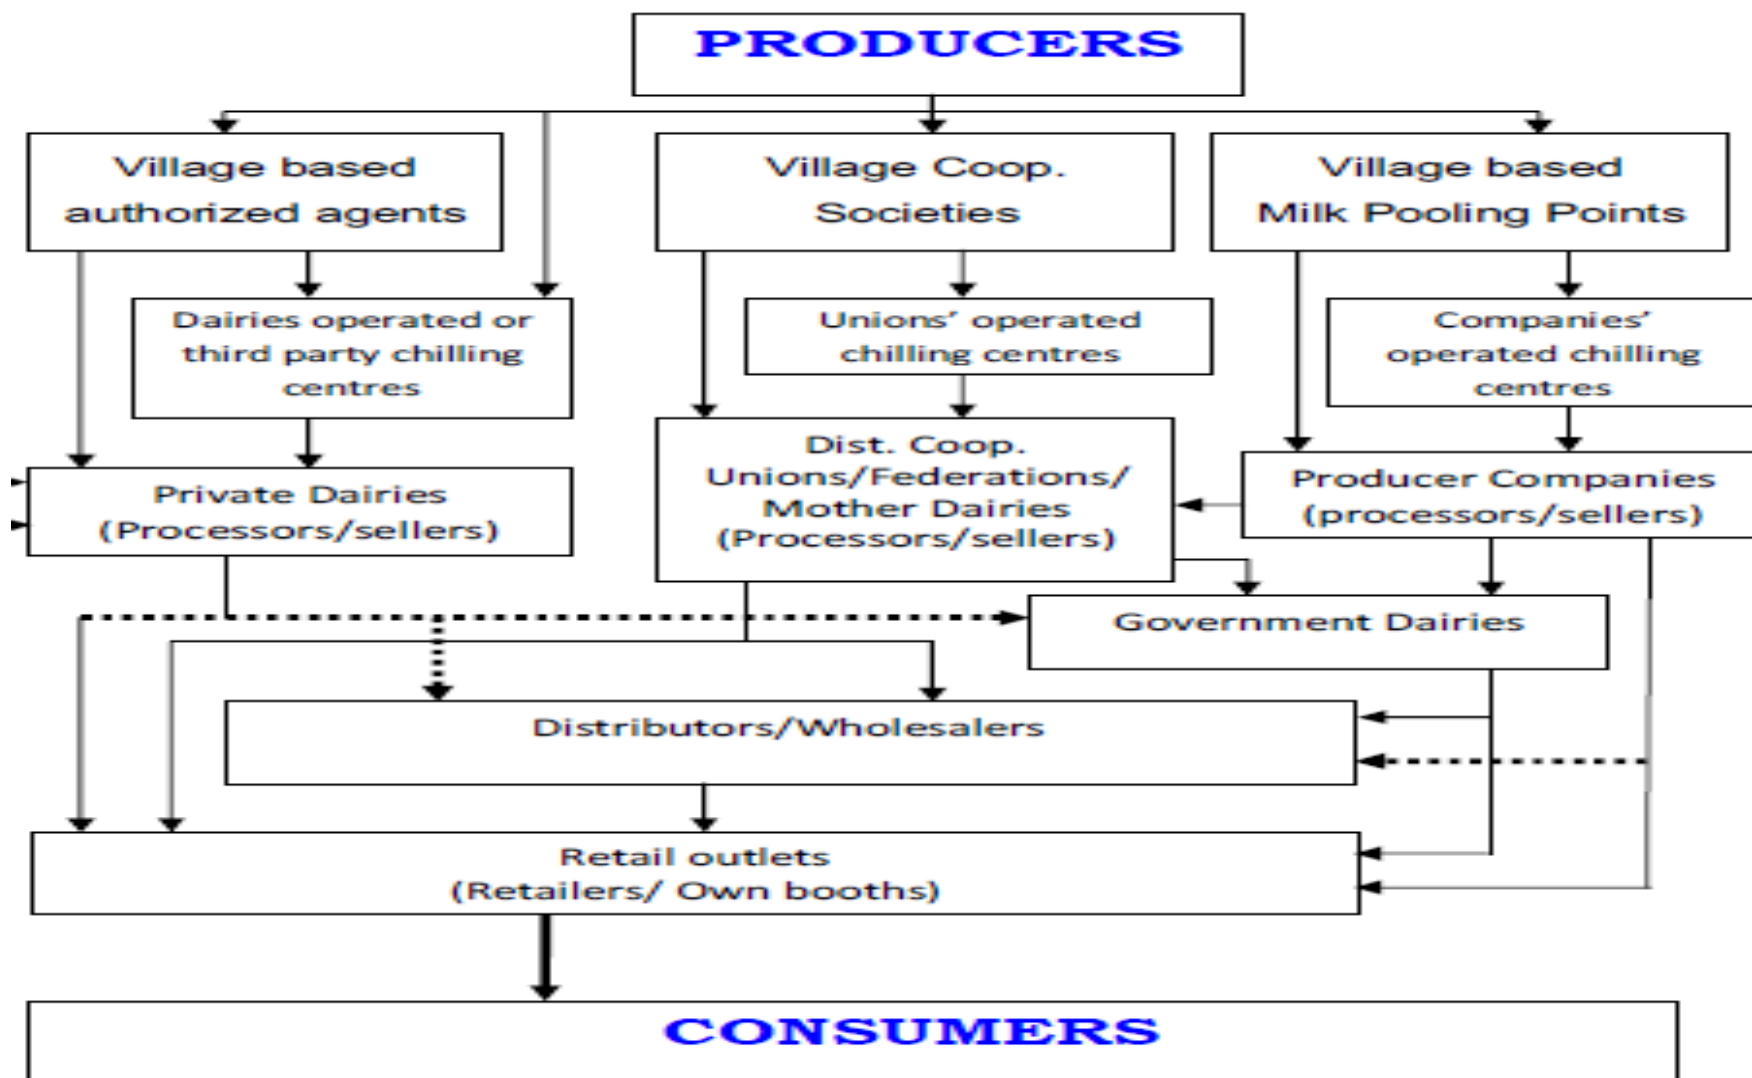 PRODUCERS
Village based
authorized agents
Village Coop.
Societies
Village based
Milk Pooling Points
Dairies operated or
third party chilling
centres
Unions’ operated
chilling centres
Companies’
operated chilling
centres
Private Dairies
(Processors/sellers)
Dist. Coop.
Unions/Federations/
Mother Dairies
(Processors/sellers)
Producer Companies
(processors/sellers)
Government Dairies
Distributors/Wholesalers
Retail outlets
(Retailers/ Own booths)
CONSUMERS